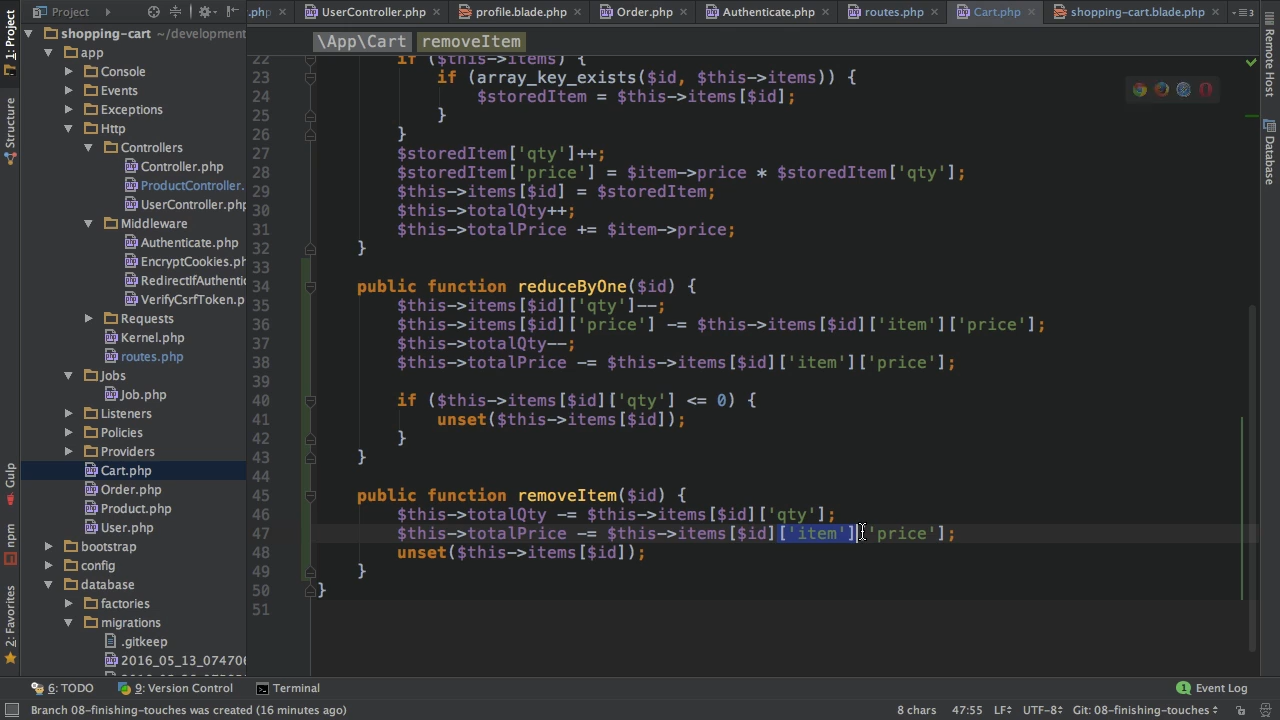 1: Project
Structure
Gulp
npm
2: Favorites
Project
.php
UserController.php
profile.blade.php
Order.php
Authenticate.php
routes.php
Cart.php
shopping-cart.blade.php
3
Remote Host
Database
shopping-cart ~/development
app
Console
Events
Exceptions
Http
Controllers
Controller.php
ProductController.
UserController.php
Middleware
Authenticate.php
EncryptCookies.ph
RedirectIfAuthentic
VerifyCsrfToken.p
Requests
Kernel.php
routes.php
Jobs
Job.php
Listeners
Policies
Providers
Cart.php
Order.php
Product.php
User.php
bootstrap
config
database
factories
migrations
.gitkeep
2016_05_13_074706
\App\Cart removeItem
22 if ($this->items) {
23 if (array_key_exists($id, $this->items)) {
24 $storedItem = $this->items[$id];
25 }
26 }
27 $storedItem['qty']++;
28 $storedItem['price'] = $item->price * $storedItem['qty'];
29 $this->items[$id] = $storedItem;
30 $this->totalQty++;
31 $this->totalPrice += $item->price;
32 }
33
34 public function reduceByOne($id) {
35 $this->items[$id]['qty']--;
36 $this->items[$id]['price'] -= $this->items[$id]['item']['price'];
37 $this->totalQty--;
38 $this->totalPrice -= $this->items[$id]['item']['price'];
39
40 if ($this->items[$id]['qty'] <= 0) {
41 unset($this->items[$id]);
42 }
43 }
44
45 public function removeItem($id) {
46 $this->totalQty -= $this->items[$id]['qty'];
47 $this->totalPrice -= $this->items[$id]['item']['price'];
48 unset($this->items[$id]);
49 }
50 }
51
6: TODO
9: Version Control
Terminal
1 Event Log
Branch 08-finishing-touches was created (16 minutes ago)
8 chars 47:55 LF UTF-8 Git: 08-finishing-touches